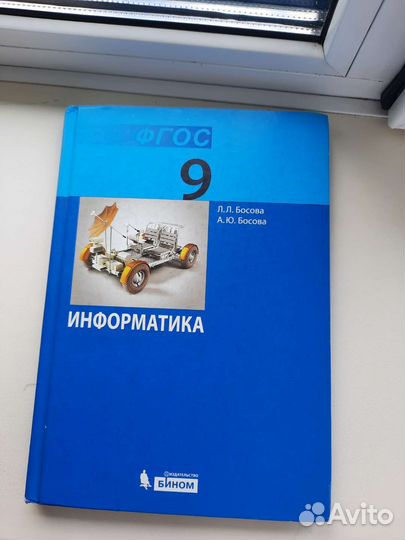 ФГОС
9
Л.Л. Босова
А.Ю. Босова
ИНФОРМАТИКА
ИЗДАТЕЛЬСТВО
БИНОМ
Avito